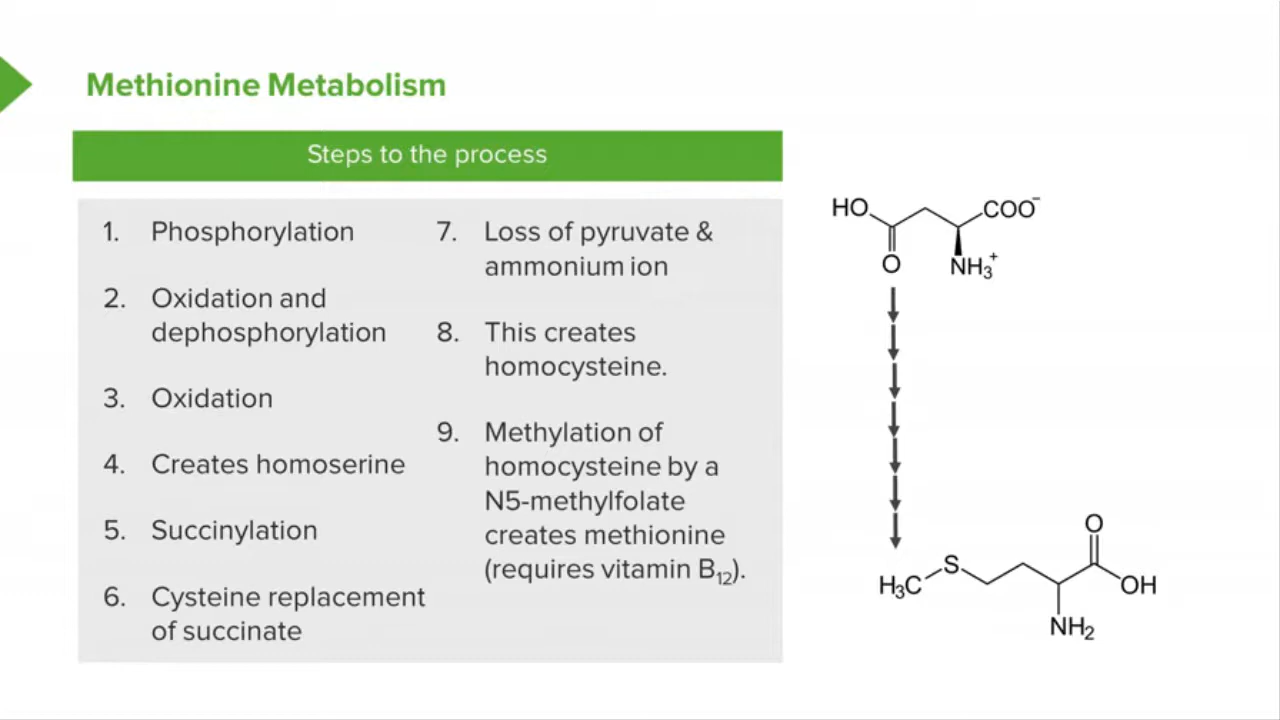 Methionine Metabolism
Steps to the process
1. Phosphorylation
2. Oxidation and
dephosphorylation
3. Oxidation
4. Creates homoserine
5. Succinylation
6. Cysteine replacement
of succinate
7. Loss of pyruvate &
ammonium ion
8. This creates
homocysteine.
9. Methylation of
homocysteine by a
N5-methylfolate
creates methionine
(requires vitamin B₁₂).
HO
COO⁻
O
NH₃⁺
O
S
H₃C
OH
NH₂